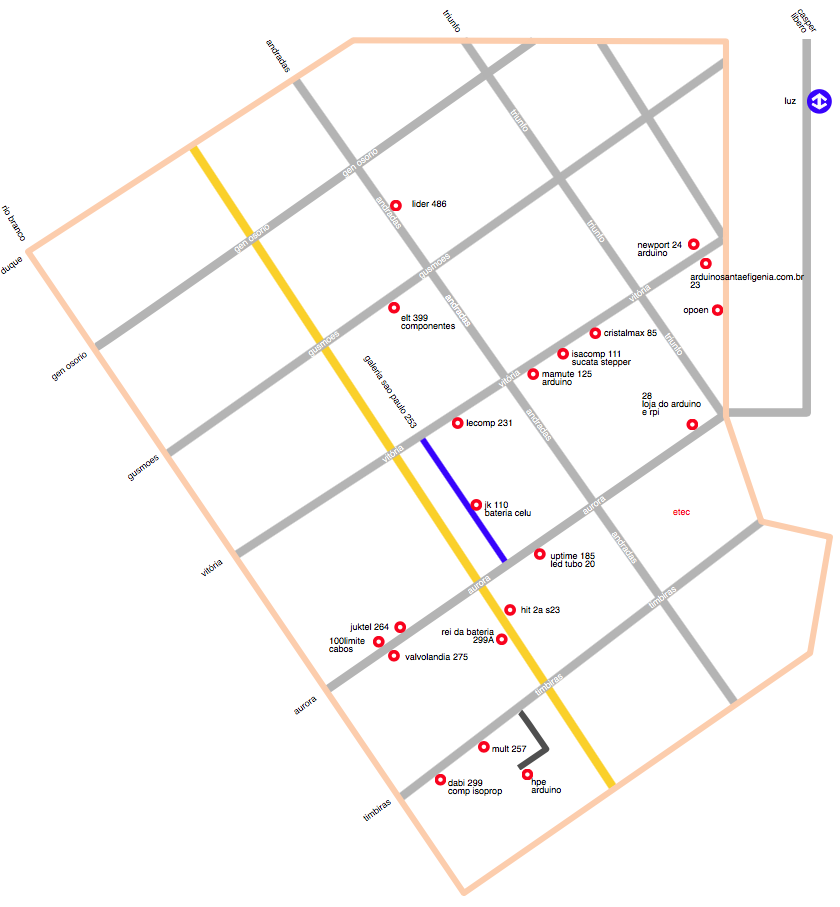 casper
libero
triunfo
andradas
luz
triunfo
gen osorio
lider 486
andradas
rio branco
gen osorio
triunfo
duque
newport 24
arduino
gusmoes
arduinosantaefigenia.com.br
23
vitória
andradas
opoen
elt 399
componentes
cristalmax 85
gusmoes
triunfo
isacomp 111
sucata stepper
gen osorio
mamute 125
arduino
vitória
galeria sao paulo 253
28
loja do arduino
e rpi
lecomp 231
andradas
vitória
gusmoes
jk 110
bateria celu
aurora
etec
andradas
vitória
uptime 185
led tubo 20
aurora
timbiras
hit 2a s23
juktel 264
rei da bateria
299A
100limite
cabos
valvolandia 275
timbiras
aurora
mult 257
dabi 299
comp isoprop
hpe
arduino
timbiras